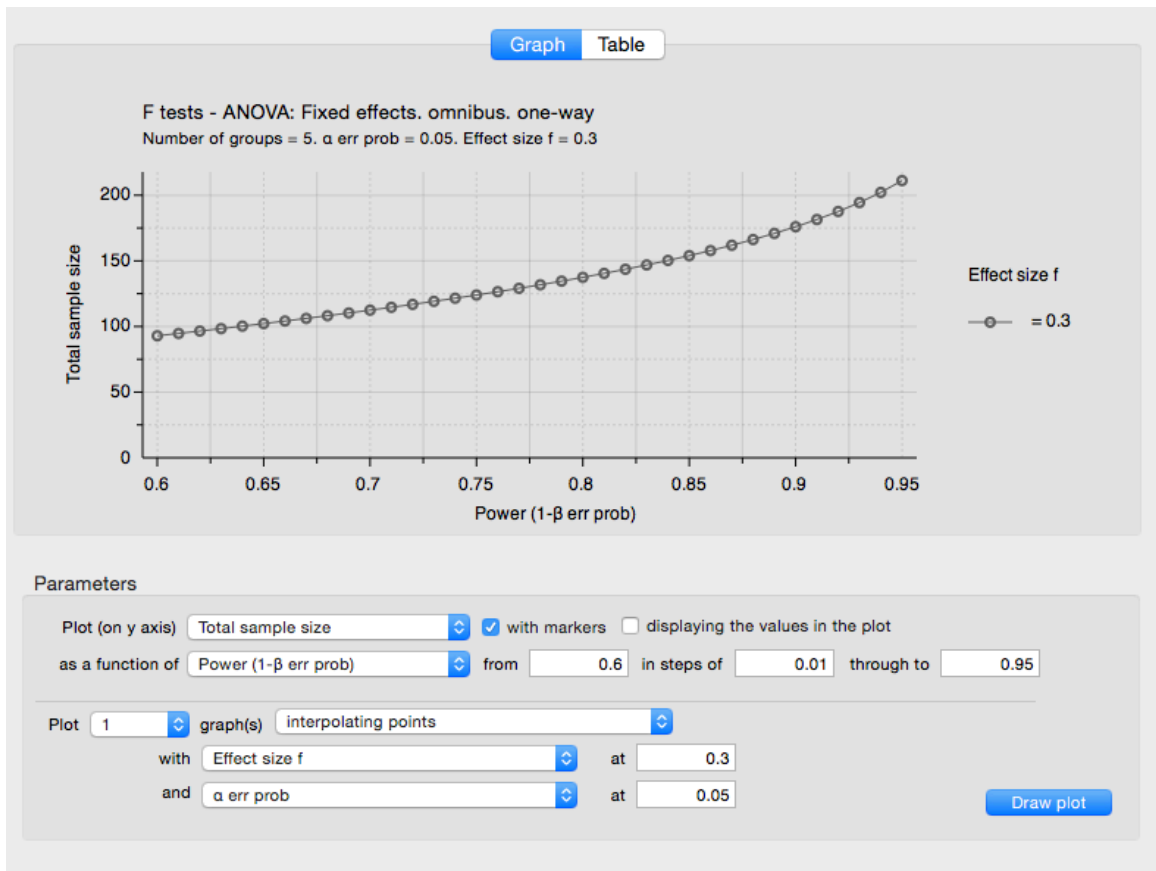 Graph Table
F tests - ANOVA: Fixed effects. omnibus. one-way
Number of groups = 5. α err prob = 0.05. Effect size f = 0.3
200
150
100
50
0
Total sample size
0.6 0.65 0.7 0.75 0.8 0.85 0.9 0.95
Power (1-β err prob)
Effect size f
= 0.3
Parameters
Plot (on y axis) Total sample size with markers displaying the values in the plot
as a function of Power (1-β err prob) from 0.6 in steps of 0.01 through to 0.95
Plot 1 graph(s) interpolating points
with Effect size f at 0.3
and α err prob at 0.05
Draw plot